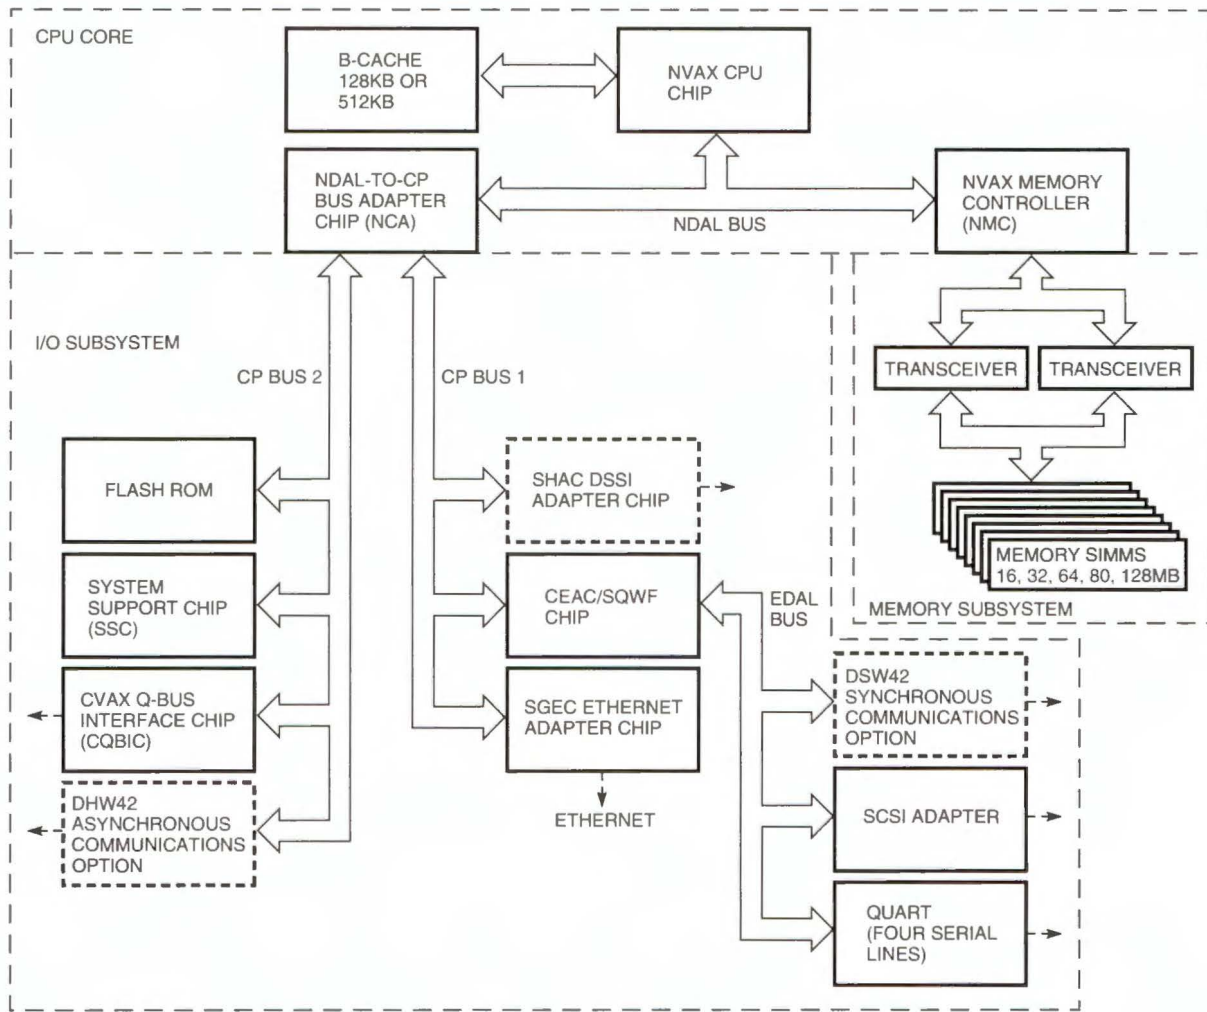 CPU CORE
B-CACHE
128KB OR
512KB
NVAX CPU
CHIP
NDAL-TO-CP
BUS ADAPTER
CHIP (NCA)
NDAL BUS
NVAX MEMORY
CONTROLLER
(NMC)
I/O SUBSYSTEM
CP BUS 2
CP BUS 1
TRANSCEIVER
TRANSCEIVER
MEMORY SIMMS
16, 32, 64, 80, 128MB
MEMORY SUBSYSTEM
FLASH ROM
SYSTEM
SUPPORT CHIP
(SSC)
CVAX Q-BUS
INTERFACE CHIP
(CQBIC)
DHW42
ASYNCHRONOUS
COMMUNICATIONS
OPTION
SHAC DSSI
ADAPTER CHIP
CEAC/SQWF
CHIP
SGEC ETHERNET
ADAPTER CHIP
ETHERNET
EDAL
BUS
DSW42
SYNCHRONOUS
COMMUNICATIONS
OPTION
SCSI ADAPTER
QUART
(FOUR SERIAL
LINES)